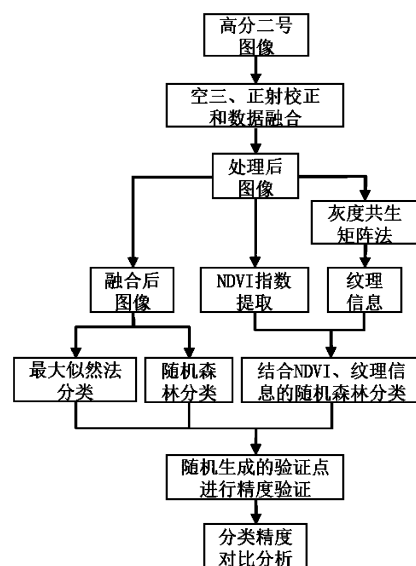 高分二号
图像
空三、正射校正
和数据融合
处理后
图像
灰度共生
矩阵法
融合后
图像
NDVI指数
提取
纹理
信息
最大似然法
分类
随机森
林分类
结合NDVI、纹理信
息的随机森林分类
随机生成的验证点
进行精度验证
分类精度
对比分析